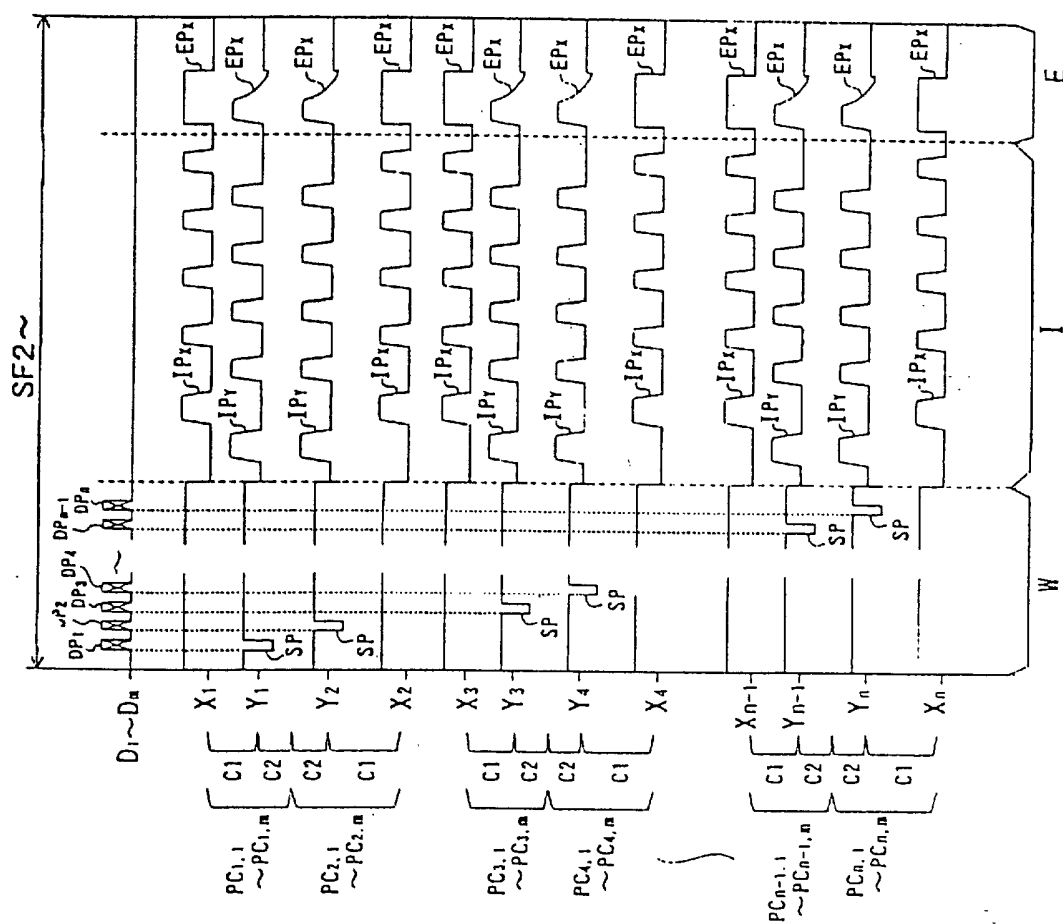 SF2～
D1～Dm
DP1
DP2
DP3
DP4
～
DPn-1
DPn
PC1,1
～PC1,m
C1
C2
X1
EPX
IPX
Y1
SP
IPY
EPX
PC2,1
～PC2,m
C2
C1
Y2
SP
IPY
EPX
X2
IPX
EPX
PC3,1
～PC3,m
C1
C2
X3
IPX
EPX
Y3
SP
IPY
EPX
PC4,1
～PC4,m
C2
C1
Y4
SP
IPY
EPX
X4
IPX
EPX
PCn-1,1
～PCn-1,m
C1
C2
Xn-1
IPX
EPX
Yn-1
SP
IPY
EPX
PCn,1
～PCn,m
C2
C1
Yn
SP
IPY
EPX
Xn
IPX
EPX
W
I
E